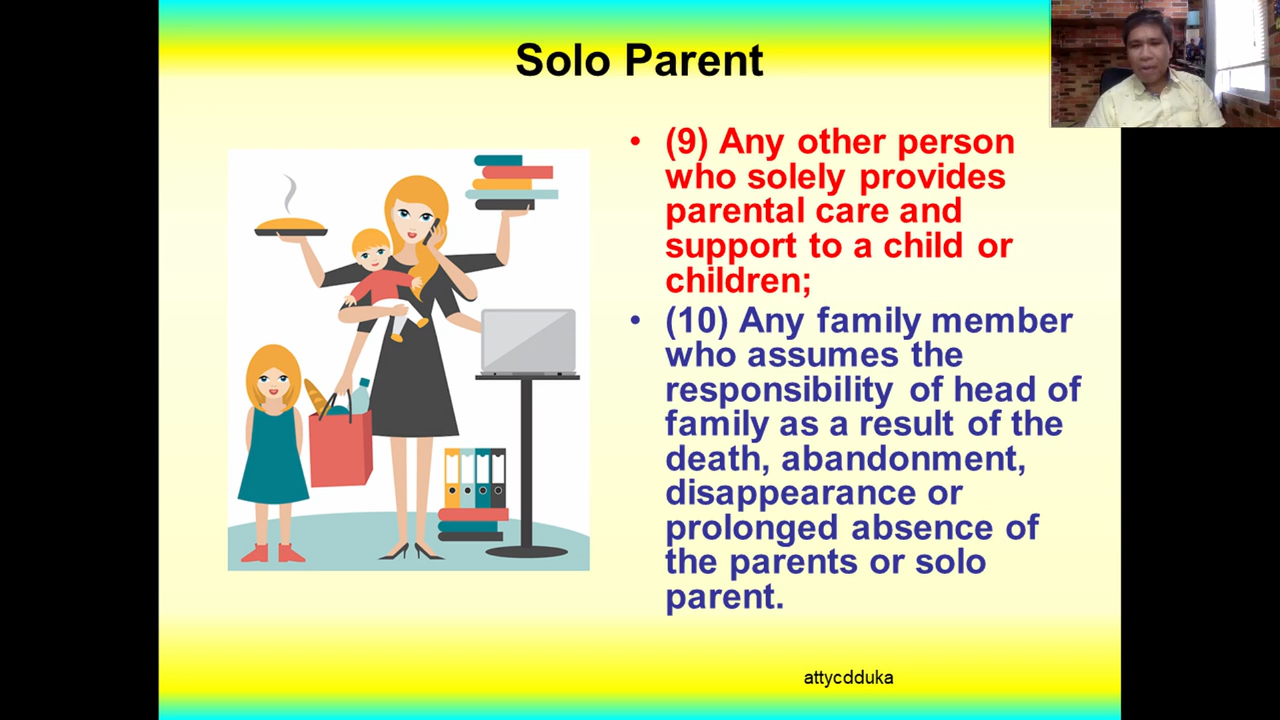 Solo Parent
• (9) Any other person
who solely provides
parental care and
support to a child or
children;
• (10) Any family member
who assumes the
responsibility of head of
family as a result of the
death, abandonment,
disappearance or
prolonged absence of
the parents or solo
parent.
attycdduka